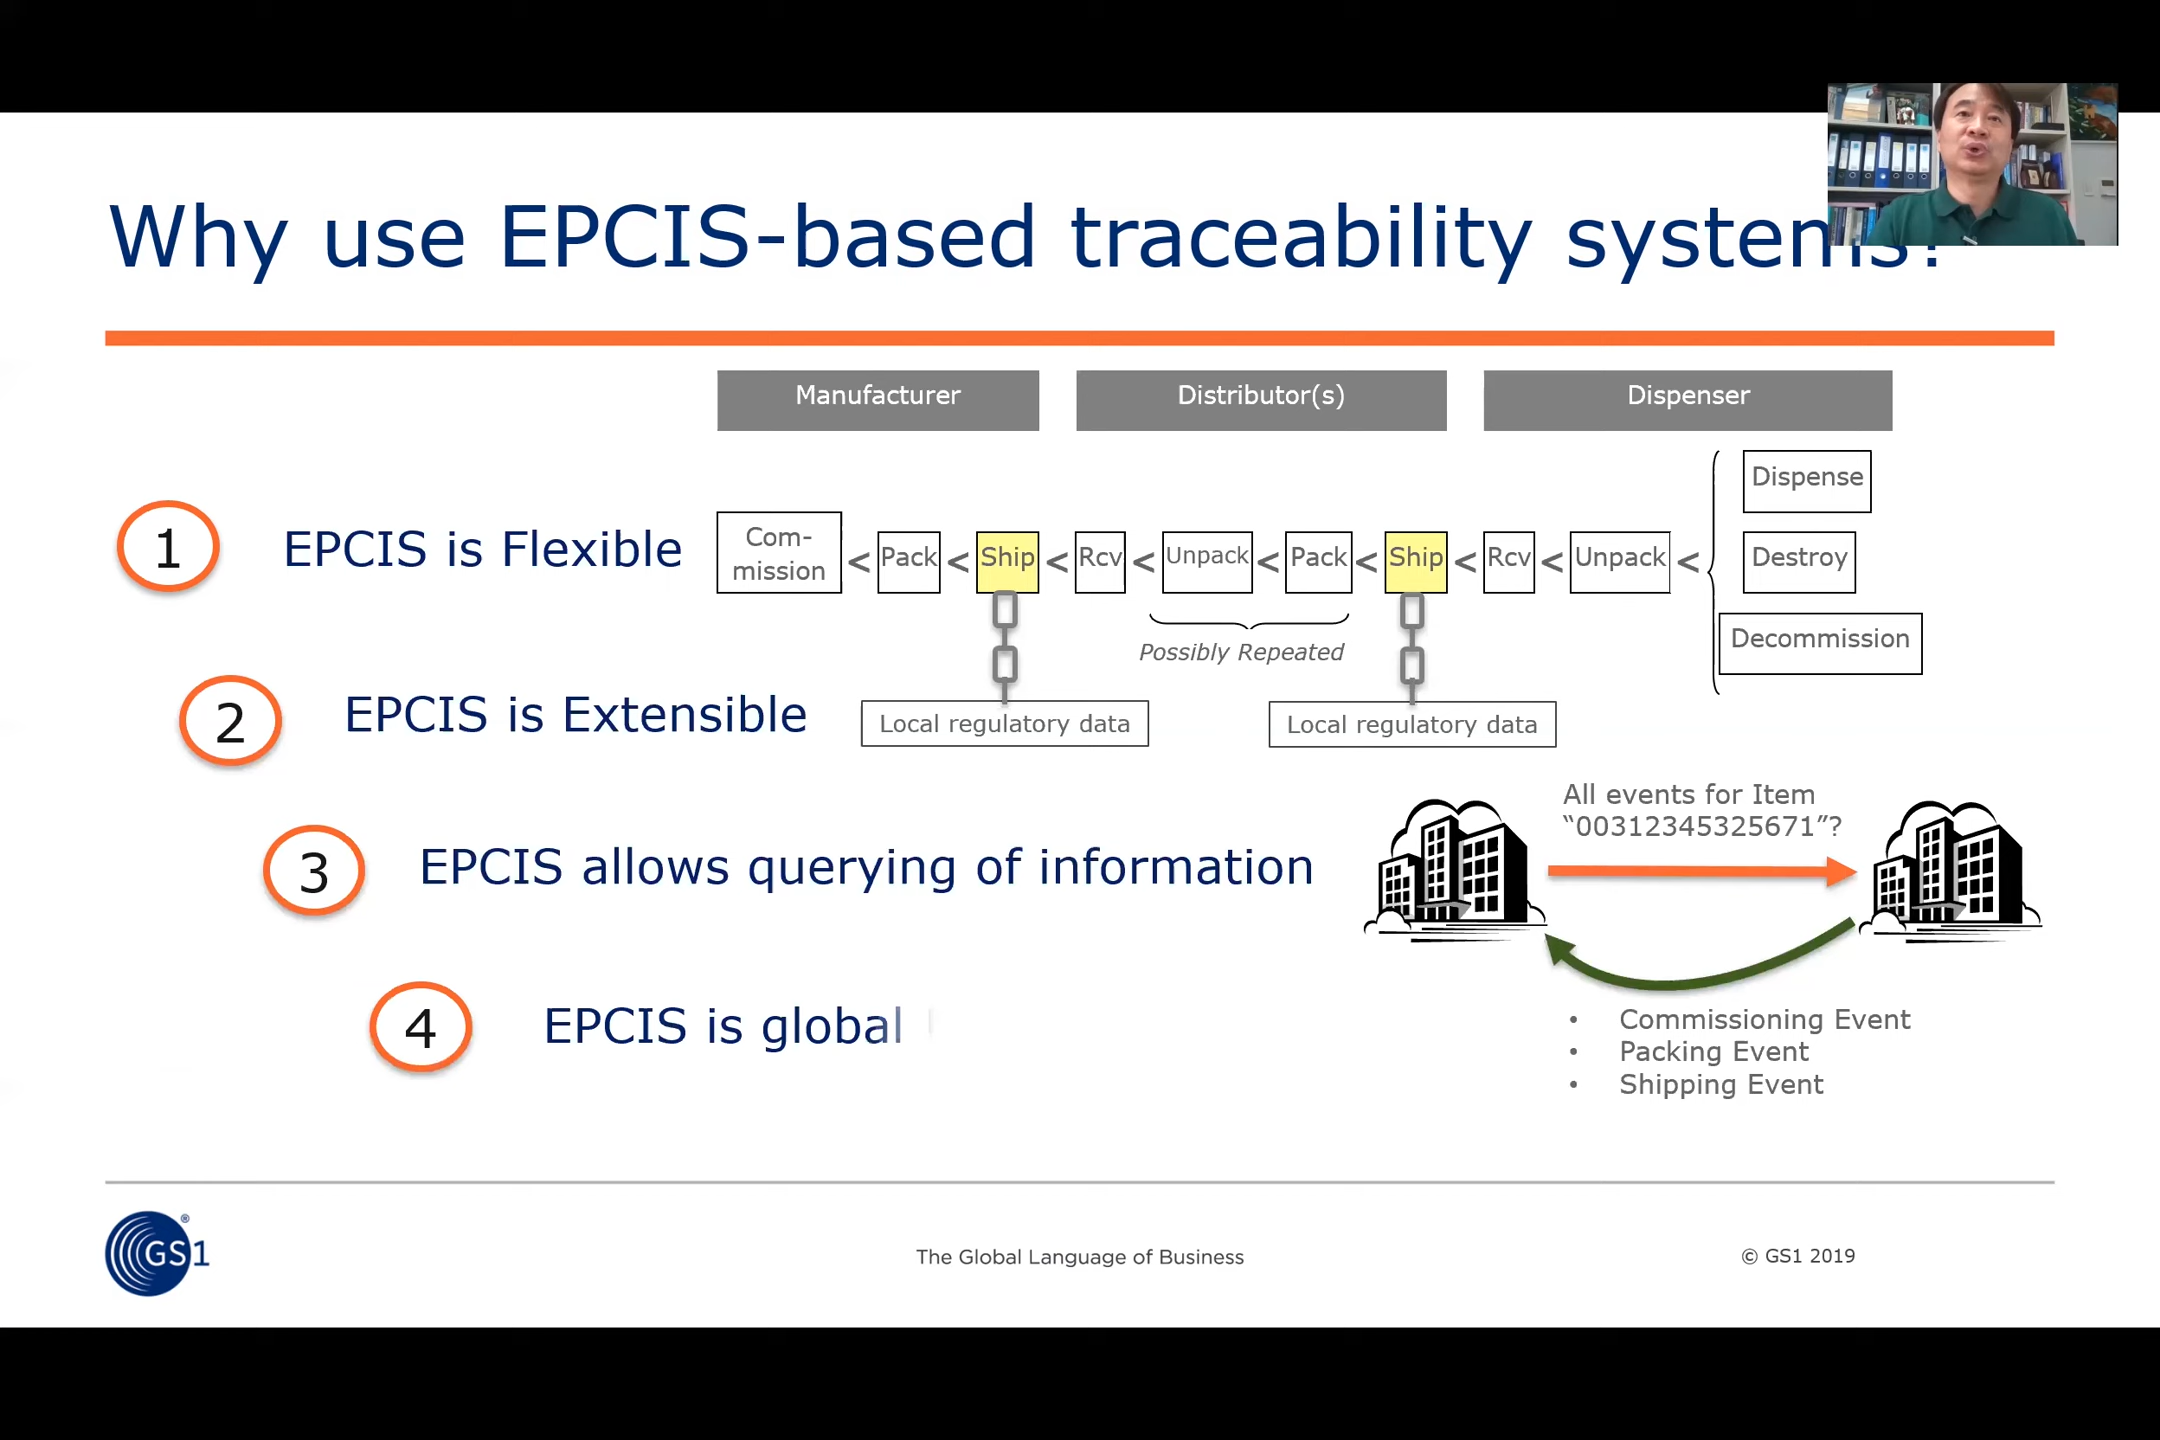 Why use EPCIS-based traceability systems?
Manufacturer
Distributor(s)
Dispenser
1
EPCIS is Flexible
Com-
mission
<
Pack
<
Ship
<
Rcv
<
Unpack
<
Pack
<
Ship
<
Rcv
<
Unpack
<
Dispense
Destroy
Decommission
Possibly Repeated
2
EPCIS is Extensible
Local regulatory data
Local regulatory data
3
EPCIS allows querying of information
All events for Item
“00312345325671”?
4
EPCIS is global
• Commissioning Event
• Packing Event
• Shipping Event
GS1
®
The Global Language of Business
© GS1 2019